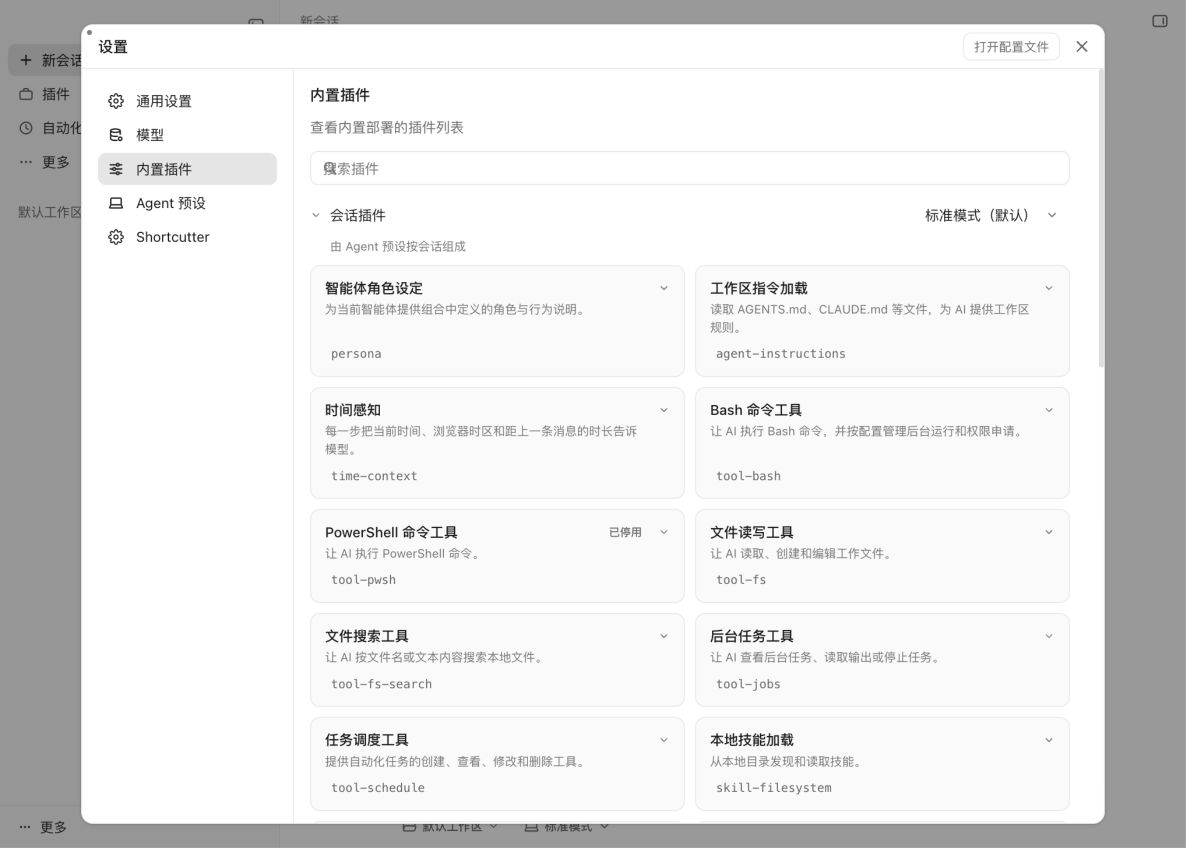 新会话
设置
打开配置文件
新会话
插件
自动化
更多
默认工作区
通用设置
模型
内置插件
Agent 预设
Shortcutter
内置插件
查看内置部署的插件列表
搜索插件
会话插件
标准模式（默认）
由 Agent 预设按会话组成
智能体角色设定
为当前智能体提供组合中定义的角色与行为说明。
persona
工作区指令加载
读取 AGENTS.md、CLAUDE.md 等文件，为 AI 提供工作区
规则。
agent-instructions
时间感知
每一步把当前时间、浏览器时区和距上一条消息的时长告诉
模型。
time-context
Bash 命令工具
让 AI 执行 Bash 命令，并按配置管理后台运行和权限申请。
tool-bash
PowerShell 命令工具
已停用
让 AI 执行 PowerShell 命令。
tool-pwsh
文件读写工具
让 AI 读取、创建和编辑工作文件。
tool-fs
文件搜索工具
让 AI 按文件名或文本内容搜索本地文件。
tool-fs-search
后台任务工具
让 AI 查看后台任务、读取输出或停止任务。
tool-jobs
任务调度工具
提供自动化任务的创建、查看、修改和删除工具。
tool-schedule
本地技能加载
从本地目录发现和读取技能。
skill-filesystem
更多
默认工作区
标准模式